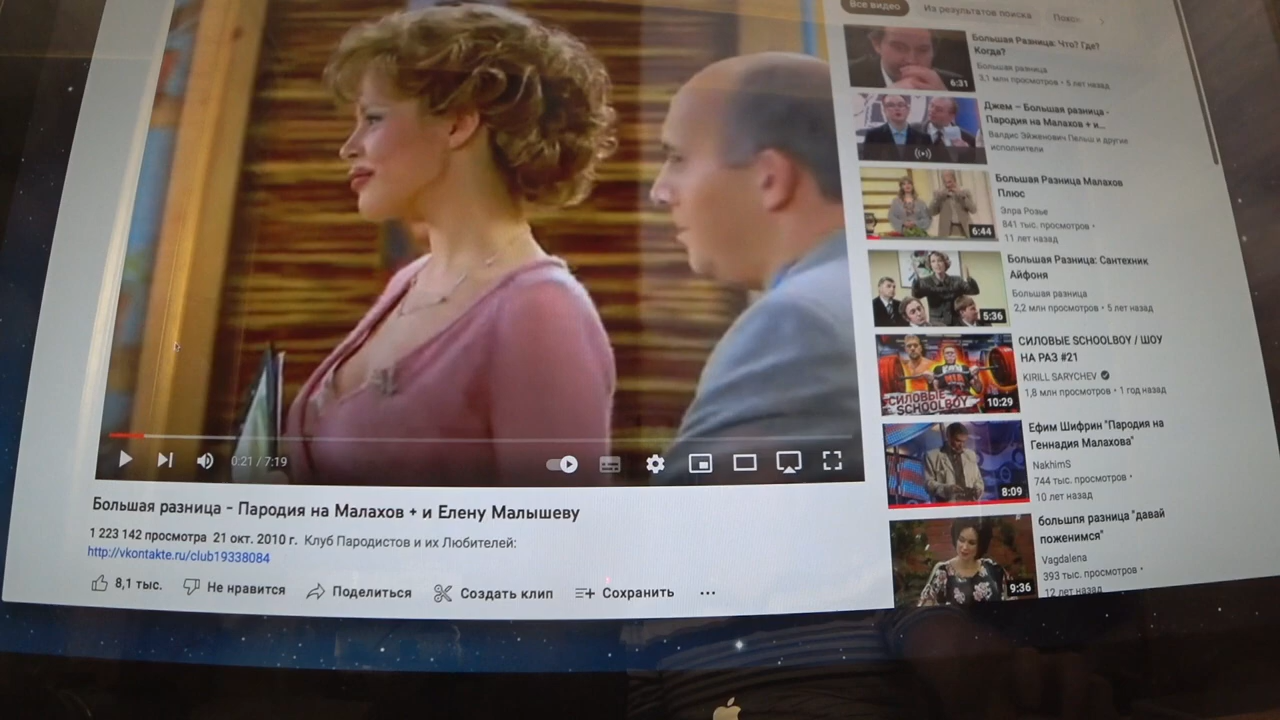 Все видео
Из результатов поиска
Большая Разница: Что? Где?
Когда?
Большая разница
3,1 млн просмотров • 5 лет назад
6:31
Джем – Большая разница -
Пародия на Малахов + и...
Валдис Эйженович Пельш и другие
исполнители
Большая Разница Малахов
Плюс
Элра Розье
841 тыс. просмотров •
11 лет назад
6:44
Большая Разница: Сантехник
Айфоня
Большая разница
2,2 млн просмотров • 5 лет назад
5:36
СИЛОВЫЕ SCHOOLBOY / ШОУ
НА РАЗ #21
KIRILL SARYCHEV
1,8 млн просмотров • 1 год назад
СИЛОВЫЕ
SCHOOLBOY
10:29
Ефим Шифрин "Пародия на
Геннадия Малахова"
NakhimS
744 тыс. просмотров •
10 лет назад
8:09
большпя разница "давай
поженимся"
Vagdalena
393 тыс. просмотров •
12 лет назад
9:36
0:21 / 7:19
Большая разница - Пародия на Малахов + и Елену Малышеву
1 223 142 просмотра 21 окт. 2010 г. Клуб Пародистов и их Любителей:
http://vkontakte.ru/club19338084
8,1 тыс. Не нравится Поделиться Создать клип Сохранить ...